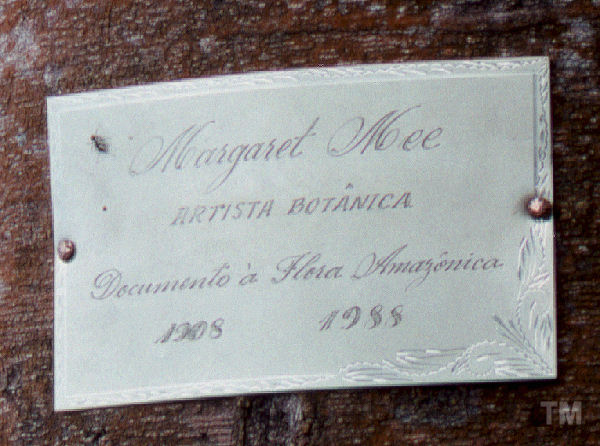 Margaret Mee
ARTISTA BOTÂNICA
Documento à Flora Amazônica
1908 1988
TM